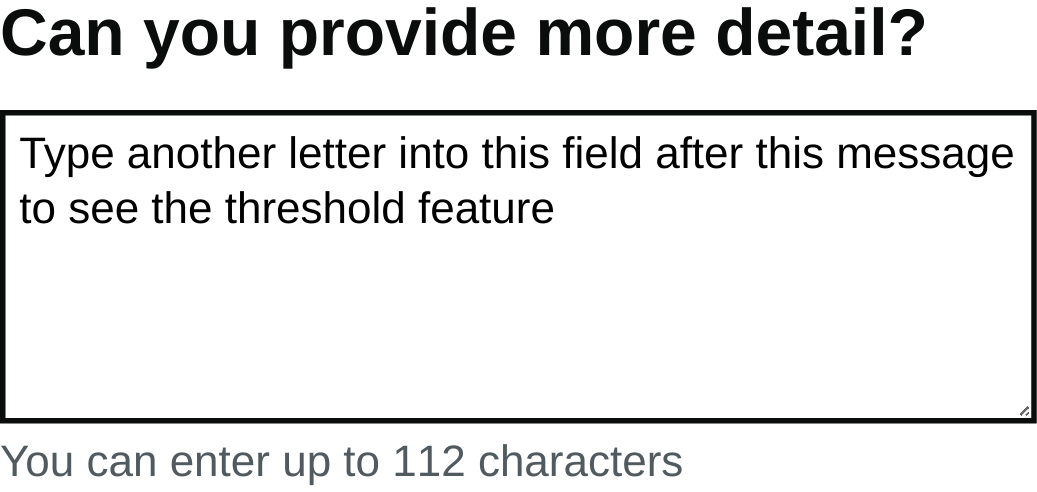 Can you provide more detail?
Type another letter into this field after this message
to see the threshold feature
You can enter up to 112 characters